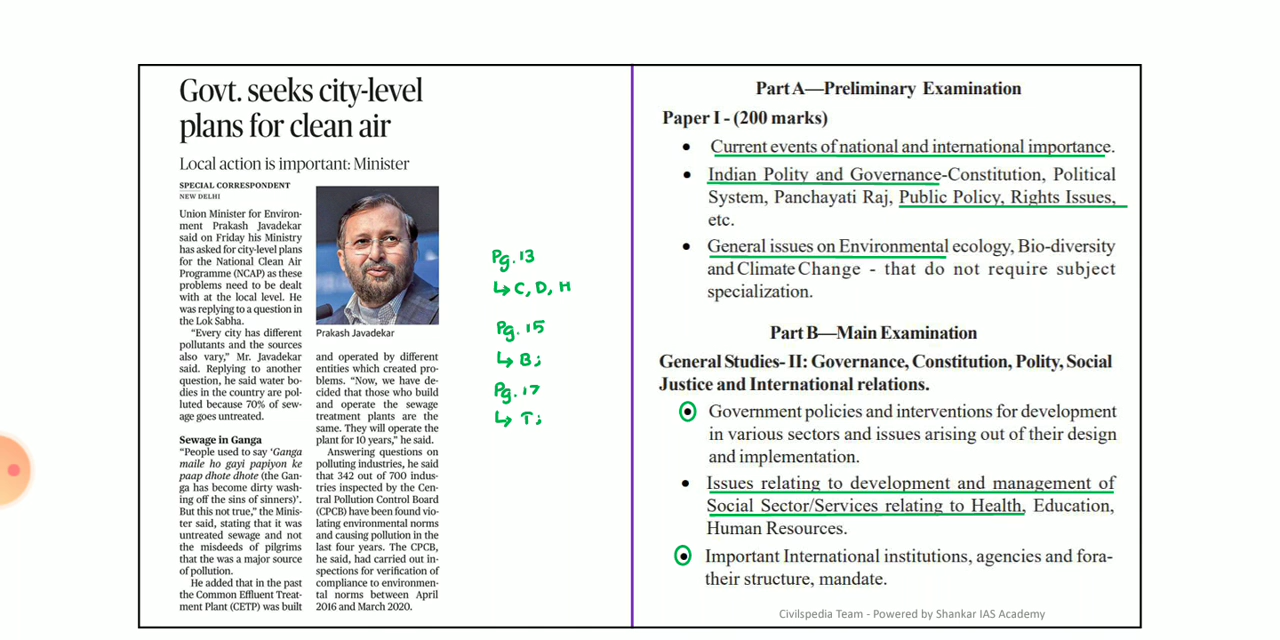 Govt. seeks city-level
plans for clean air
Local action is important: Minister
SPECIAL CORRESPONDENT
NEW DELHI
Union Minister for Environ-
ment Prakash Javadekar
said on Friday his Ministry
has asked for city-level plans
for the National Clean Air
Programme (NCAP) as these
problems need to be dealt
with at the local level. He
was replying to a question in
the Lok Sabha.
“Every city has different
pollutants and the sources
also vary,” Mr. Javadekar
said. Replying to another
question, he said water bo-
dies in the country are pol-
luted because 70% of sew-
age goes untreated.
Sewage in Ganga
“People used to say ‘Ganga
maile ho gayi papiyon ke
paap dhote dhote (the Gan-
ga has become dirty wash-
ing off the sins of sinners)’.
But this not true,” the Minis-
ter said, stating that it was
untreated sewage and not
the misdeeds of pilgrims
that the was a major source
of pollution.
He added that in the past
the Common Effluent Treat-
ment Plant (CETP) was built
Prakash Javadekar
and operated by different
entities which created pro-
blems. “Now, we have de-
cided that those who build
and operate the sewage
treatment plants are the
same. They will operate the
plant for 10 years,” he said.
Answering questions on
polluting industries, he said
that 342 out of 700 indus-
tries inspected by the Cen-
tral Pollution Control Board
(CPCB) have been found vio-
lating environmental norms
and causing pollution in the
last four years. The CPCB,
he said, had carried out in-
spections for verification of
compliance to environmen-
tal norms between April
2016 and March 2020.
Pg. 13
↳ C, D, H
Pg. 15
↳ B;
Pg. 17
↳ T;
Part A—Preliminary Examination
Paper I - (200 marks)
• Current events of national and international importance.
• Indian Polity and Governance-Constitution, Political
System, Panchayati Raj, Public Policy, Rights Issues,
etc.
• General issues on Environmental ecology, Bio-diversity
and Climate Change - that do not require subject
specialization.
Part B—Main Examination
General Studies- II: Governance, Constitution, Polity, Social
Justice and International relations.
• Government policies and interventions for development
in various sectors and issues arising out of their design
and implementation.
• Issues relating to development and management of
Social Sector/Services relating to Health, Education,
Human Resources.
• Important International institutions, agencies and fora-
their structure, mandate.
Civilspedia Team - Powered by Shankar IAS Academy